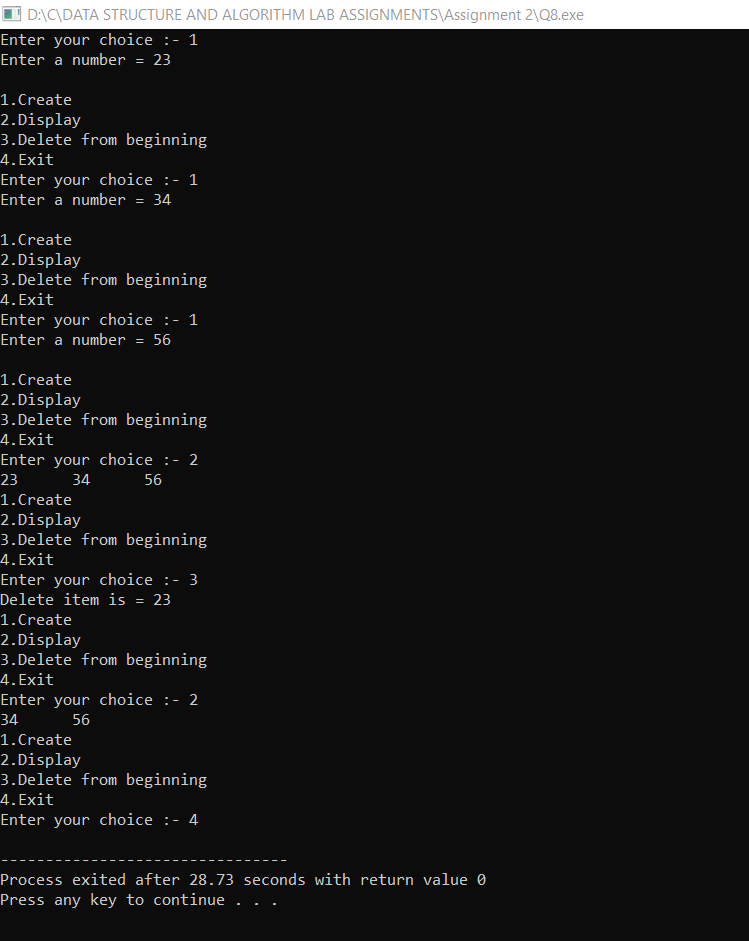 D:\C\DATA STRUCTURE AND ALGORITHM LAB ASSIGNMENTS\Assignment 2\Q8.exe
Enter your choice :- 1
Enter a number = 23
1.Create
2.Display
3.Delete from beginning
4.Exit
Enter your choice :- 1
Enter a number = 34
1.Create
2.Display
3.Delete from beginning
4.Exit
Enter your choice :- 1
Enter a number = 56
1.Create
2.Display
3.Delete from beginning
4.Exit
Enter your choice :- 2
23      34      56
1.Create
2.Display
3.Delete from beginning
4.Exit
Enter your choice :- 3
Delete item is = 23
1.Create
2.Display
3.Delete from beginning
4.Exit
Enter your choice :- 2
34      56
1.Create
2.Display
3.Delete from beginning
4.Exit
Enter your choice :- 4
--------------------------------
Process exited after 28.73 seconds with return value 0
Press any key to continue . . .